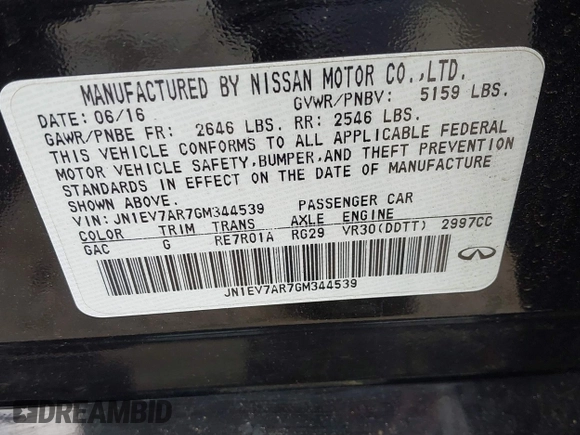 MANUFACTURED BY NISSAN MOTOR CO.,LTD.
DATE: 06/16 GVWR/PNBV: 5159 LBS.
GAWR/PNBE FR: 2646 LBS. RR: 2546 LBS.
THIS VEHICLE CONFORMS TO ALL APPLICABLE FEDERAL
MOTOR VEHICLE SAFETY,BUMPER,AND THEFT PREVENTION
STANDARDS IN EFFECT ON THE DATE OF MANUFACTURE
SHOWN ABOVE.
VIN: JN1EV7AR7GM344539 PASSENGER CAR
COLOR TRIM TRANS AXLE ENGINE
GAC G RE7R01A RG29 VR30(DDTT) 2997CC
JN1EV7AR7GM344539
DREAMBID